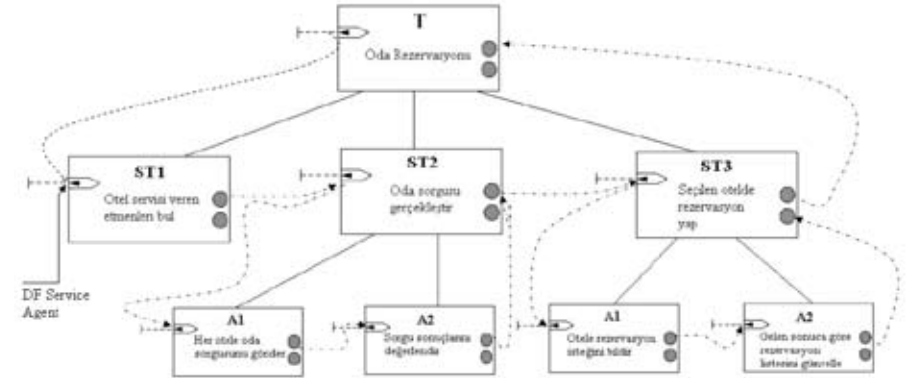 T
Oda Rezervasyonu
ST1
Otel servisi veren
etmenleri bul
ST2
Oda sorgusu
gerçekleştir
ST3
Seçilen otelde
rezervasyon
yap
DF Service
Agent
A1
Her otele oda
sorgusunu gönder
A2
Sorgu sonuçlarını
değerlendir
A1
Otele rezervasyon
isteğini bildir
A2
Gelen sonuca göre
rezervasyon
listesini güncelle